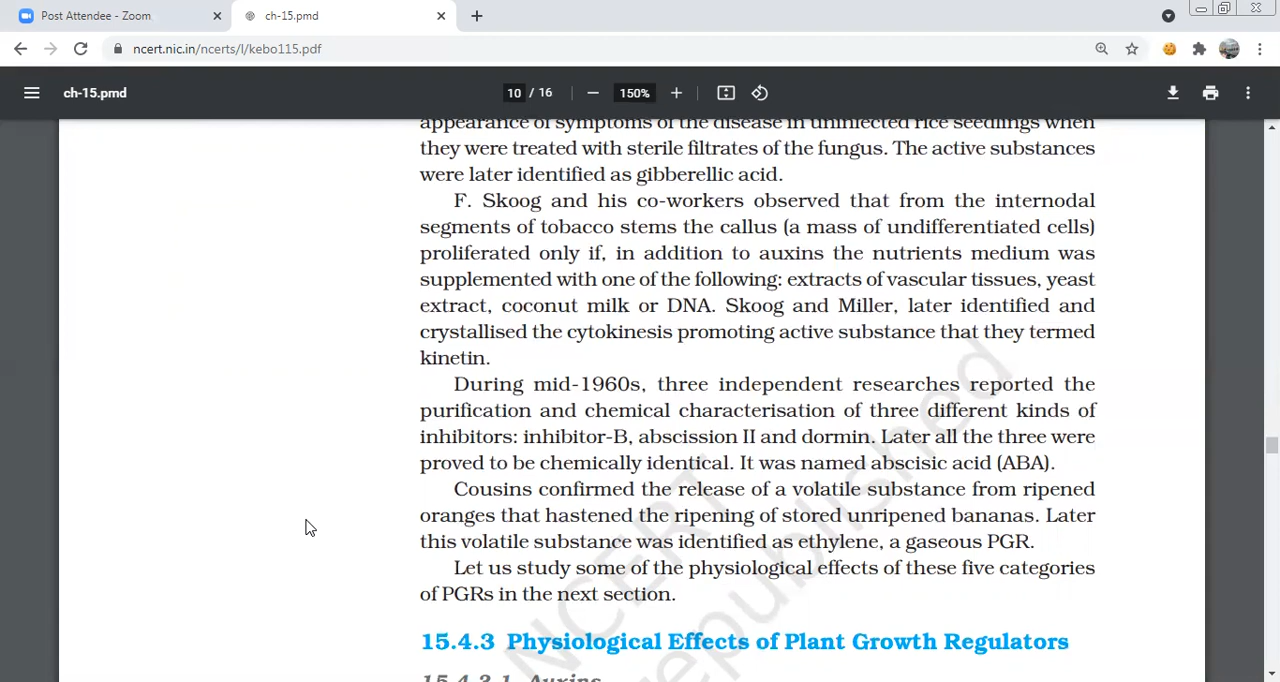 Post Attendee - Zoom
ch-15.pmd
ncert.nic.in/ncerts/l/kebo115.pdf
ch-15.pmd
10 / 16
150%
appearance of symptoms of the disease in uninfected rice seedlings when
they were treated with sterile filtrates of the fungus. The active substances
were later identified as gibberellic acid.
F. Skoog and his co-workers observed that from the internodal
segments of tobacco stems the callus (a mass of undifferentiated cells)
proliferated only if, in addition to auxins the nutrients medium was
supplemented with one of the following: extracts of vascular tissues, yeast
extract, coconut milk or DNA. Skoog and Miller, later identified and
crystallised the cytokinesis promoting active substance that they termed
kinetin.
During mid-1960s, three independent researches reported the
purification and chemical characterisation of three different kinds of
inhibitors: inhibitor-B, abscission II and dormin. Later all the three were
proved to be chemically identical. It was named abscisic acid (ABA).
Cousins confirmed the release of a volatile substance from ripened
oranges that hastened the ripening of stored unripened bananas. Later
this volatile substance was identified as ethylene, a gaseous PGR.
Let us study some of the physiological effects of these five categories
of PGRs in the next section.
15.4.3 Physiological Effects of Plant Growth Regulators
15.4.3.1 Auxins
NCERT
republished